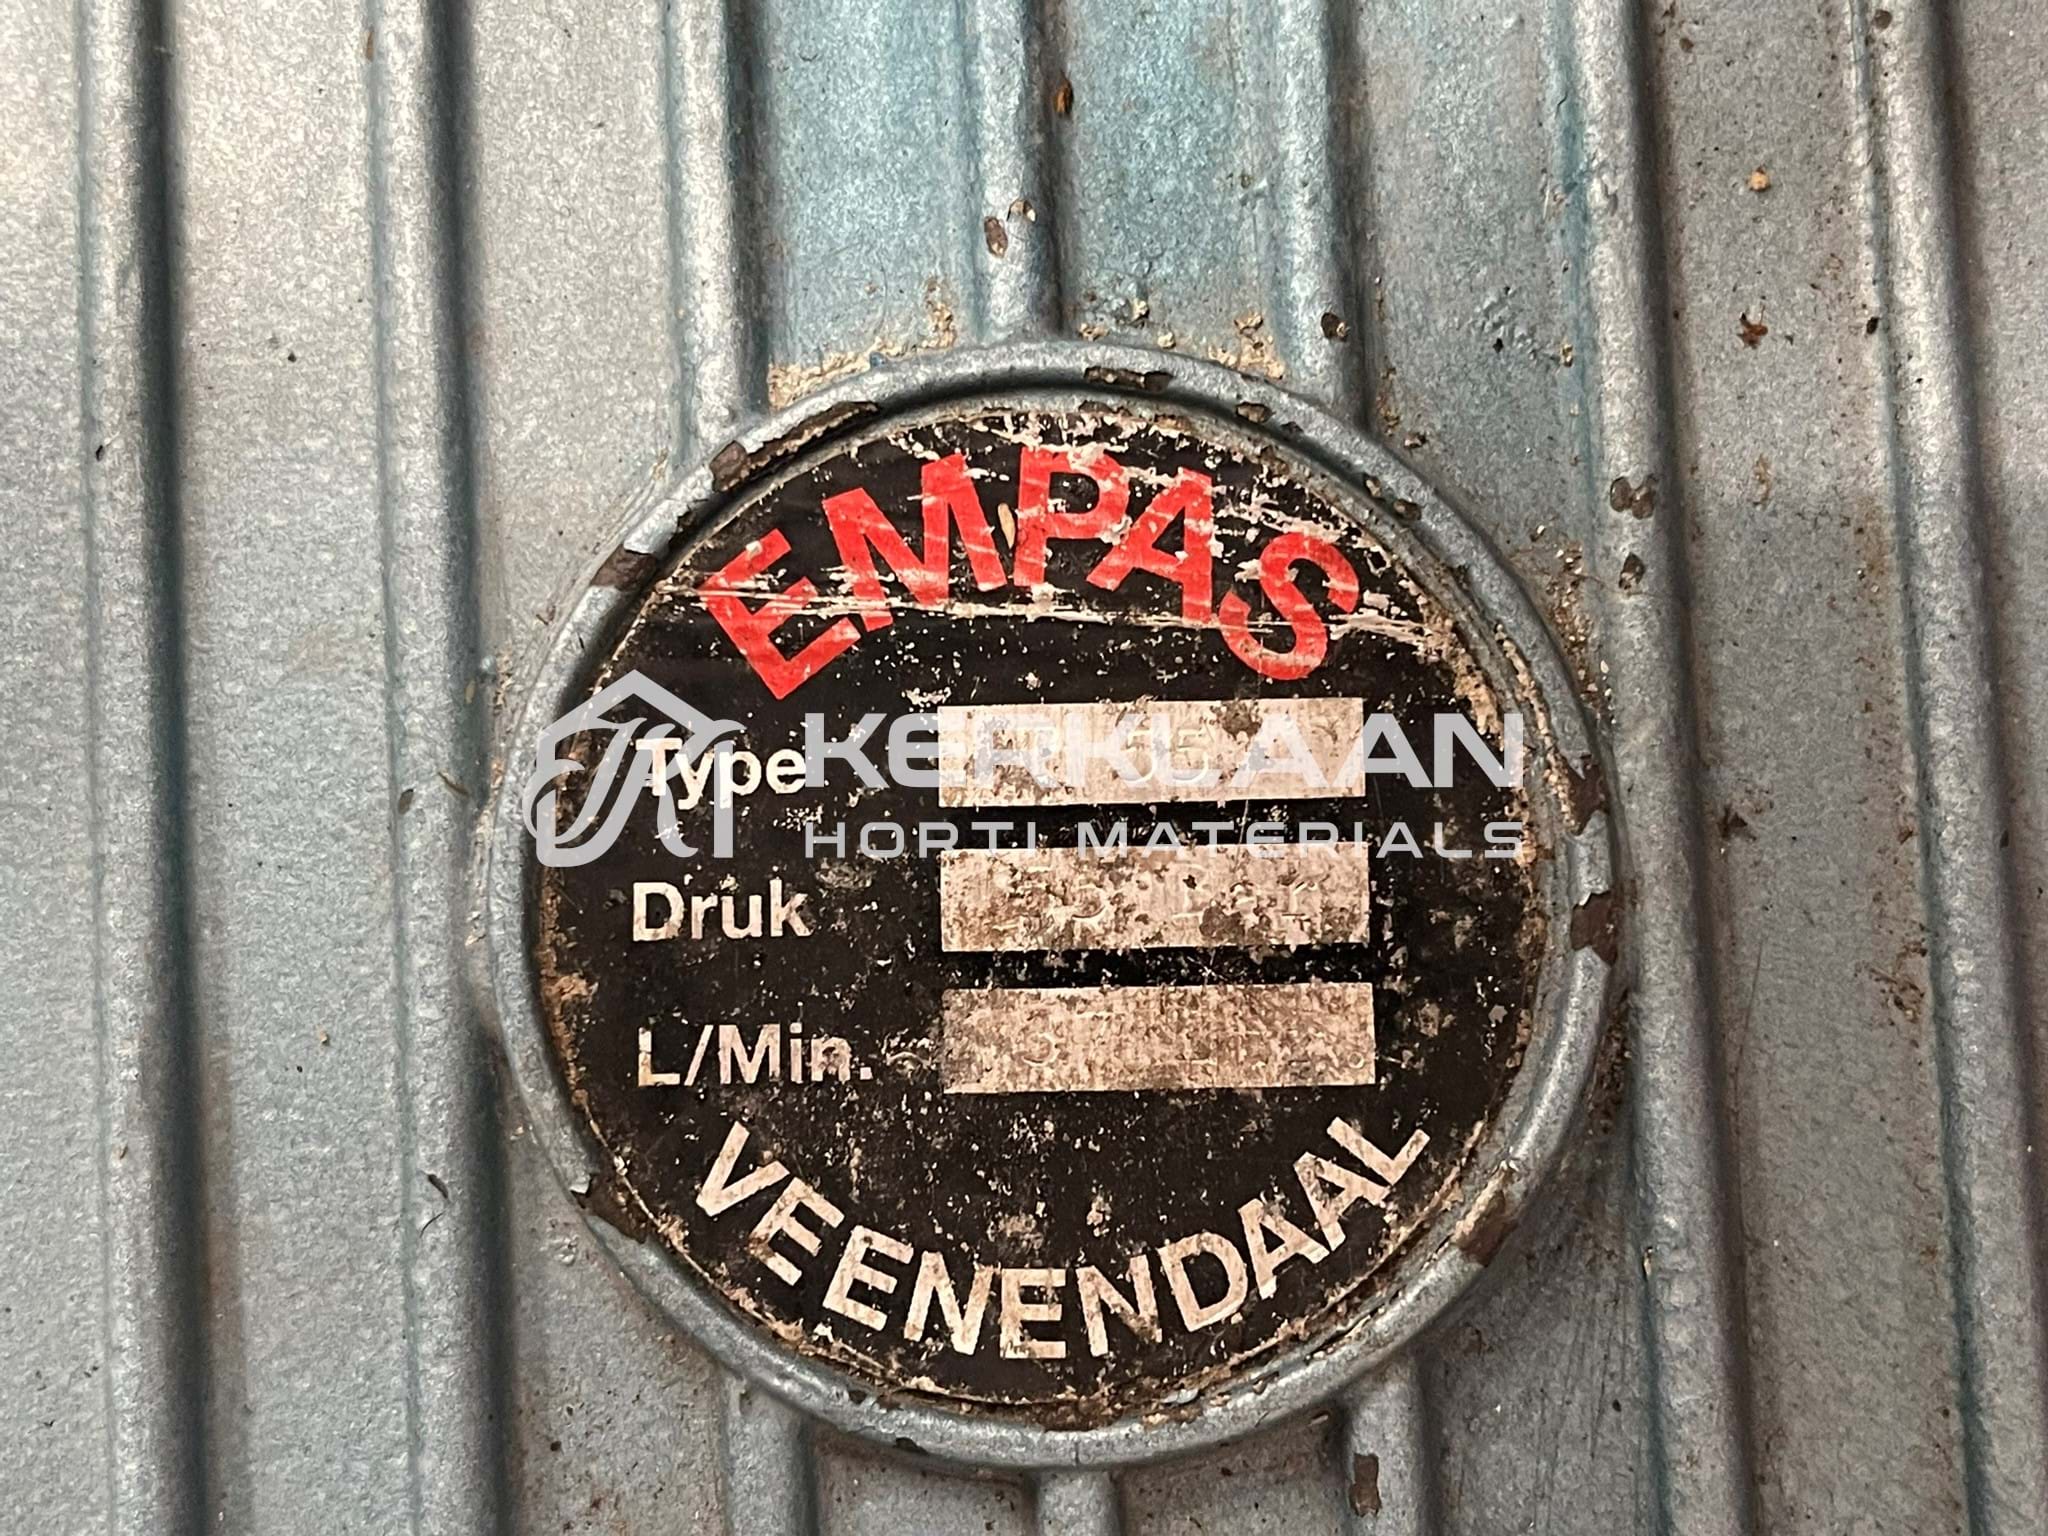 EMPAS
Type
KERKLAAN
HORTI MATERIALS
Druk
L/Min.
VEENENDAAL